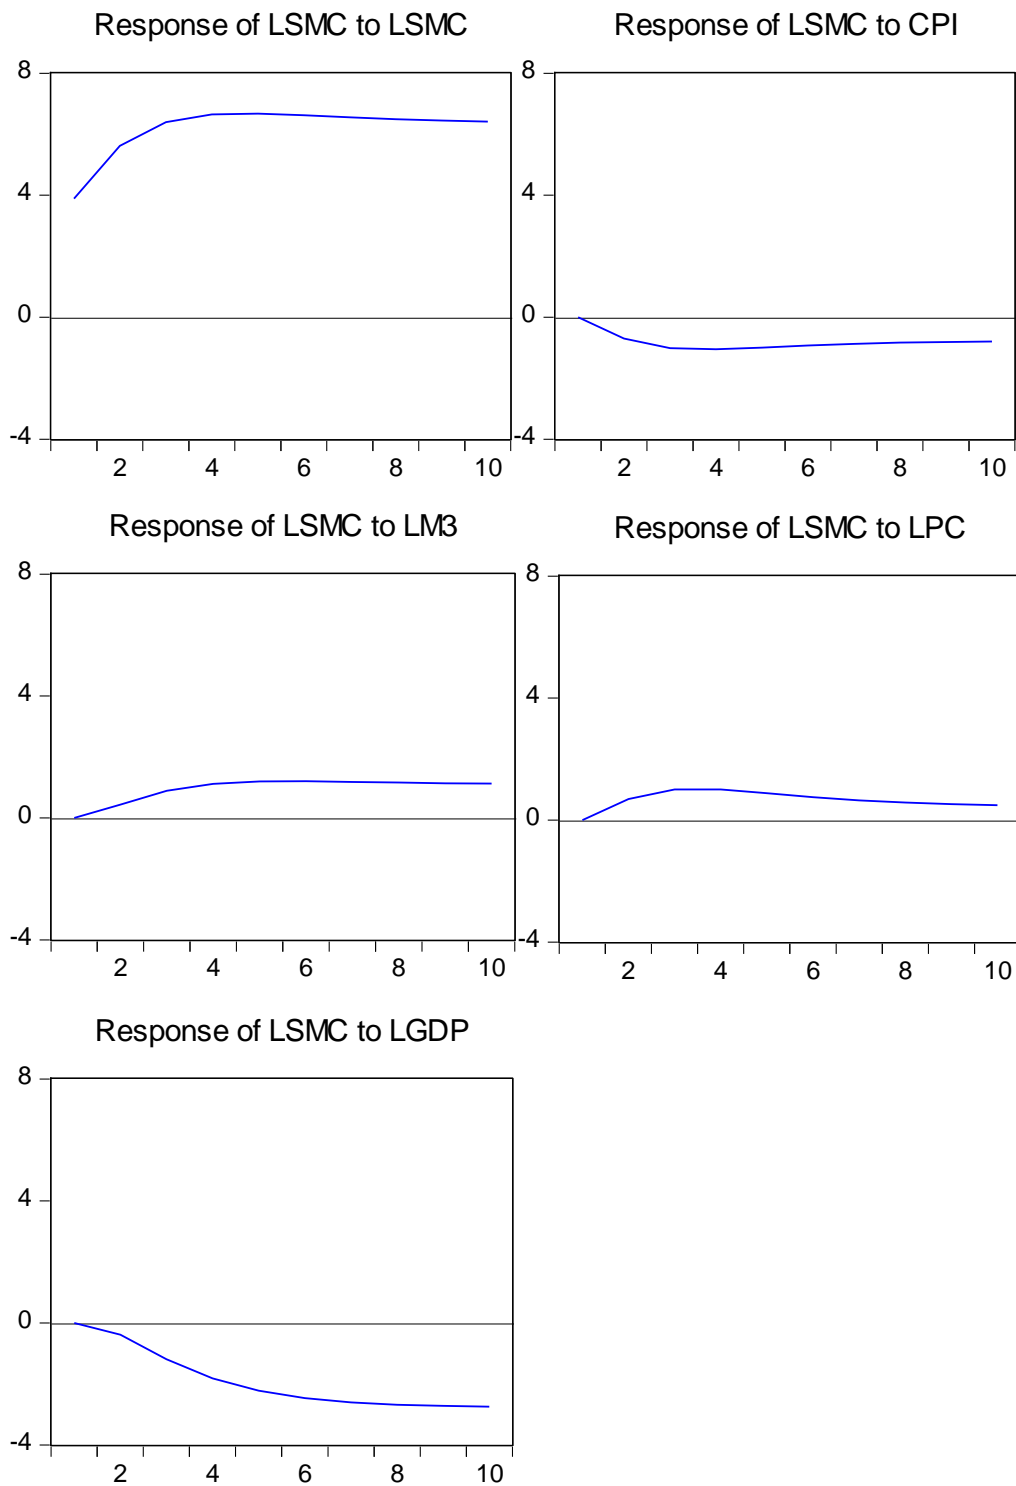 Response of LSMC to LSMC
8
4
0
-4
2 4 6 8 10
Response of LSMC to CPI
8
4
0
-4
2 4 6 8 10
Response of LSMC to LM3
8
4
0
-4
2 4 6 8 10
Response of LSMC to LPC
8
4
0
-4
2 4 6 8 10
Response of LSMC to LGDP
8
4
0
-4
2 4 6 8 10